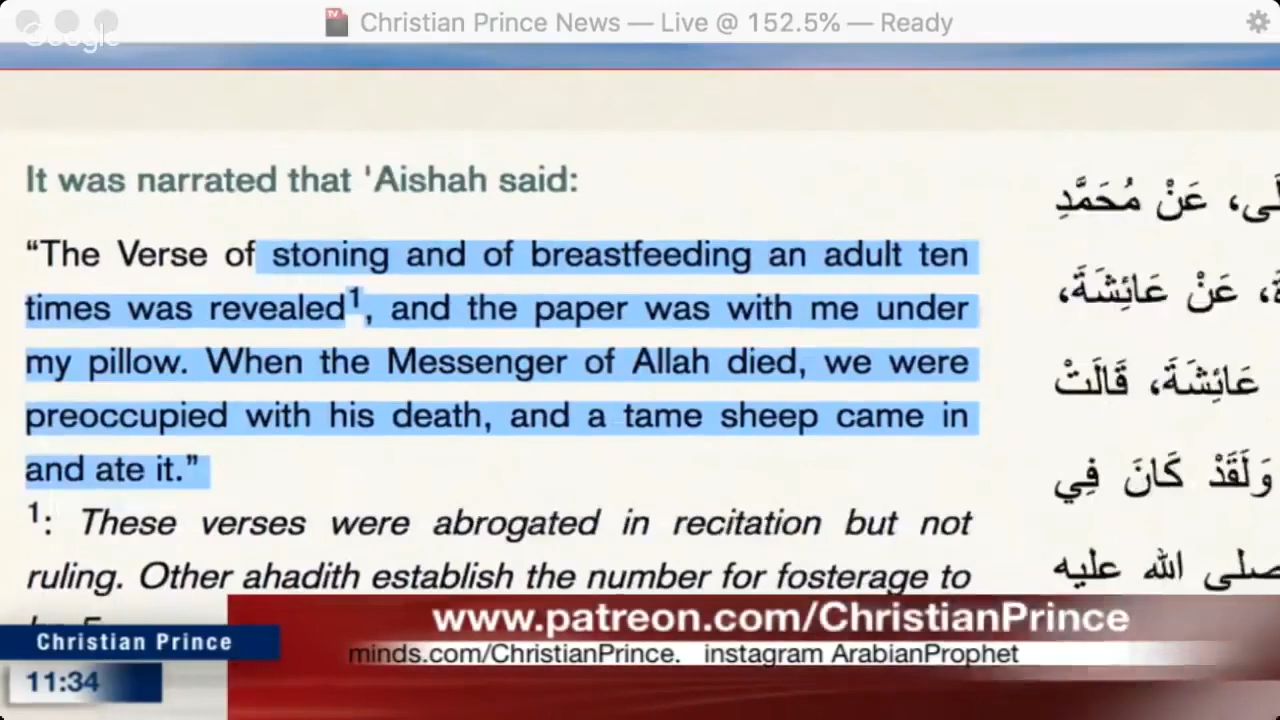 Christian Prince News — Live @ 152.5% — Ready
Google
It was narrated that 'Aishah said:
“The Verse of stoning and of breastfeeding an adult ten
times was revealed¹, and the paper was with me under
my pillow. When the Messenger of Allah died, we were
preoccupied with his death, and a tame sheep came in
and ate it.”
¹: These verses were abrogated in recitation but not
ruling. Other ahadith establish the number for fosterage to
عَنْ مُحَمَّدِ
عَنْ عَائِشَةَ،
عَائِشَةَ، قَالَتْ
وَلَقَدْ كَانَ فِي
صلى الله عليه
www.patreon.com/ChristianPrince
Christian Prince
minds.com/ChristianPrince. instagram ArabianProphet
11:34